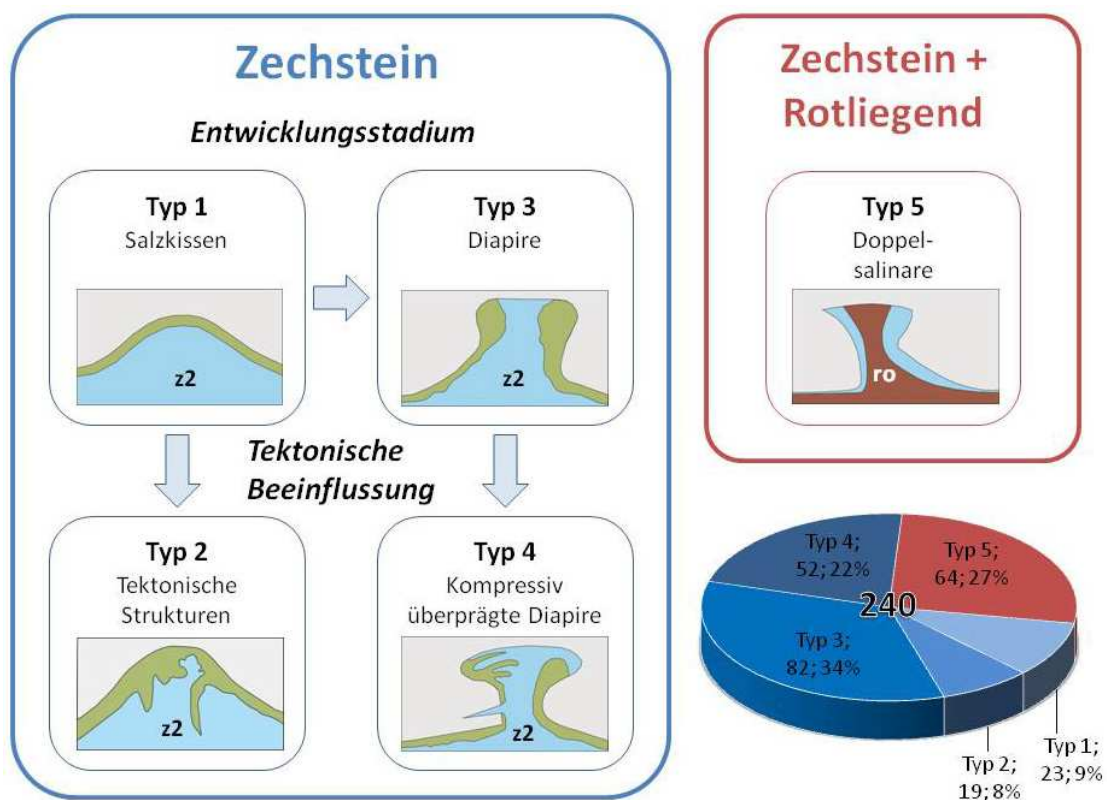 Zechstein
Entwicklungsstadium
Typ 1
Salzkissen
z2
Typ 3
Diapire
z2
Tektonische
Beeinflussung
Typ 2
Tektonische
Strukturen
z2
Typ 4
Kompressiv
überprägte Diapire
z2
Zechstein +
Rotliegend
Typ 5
Doppel-
salinare
ro
Typ 4;
52; 22%
Typ 5;
64; 27%
240
Typ 3;
82; 34%
Typ 2;
19; 8%
Typ 1;
23; 9%